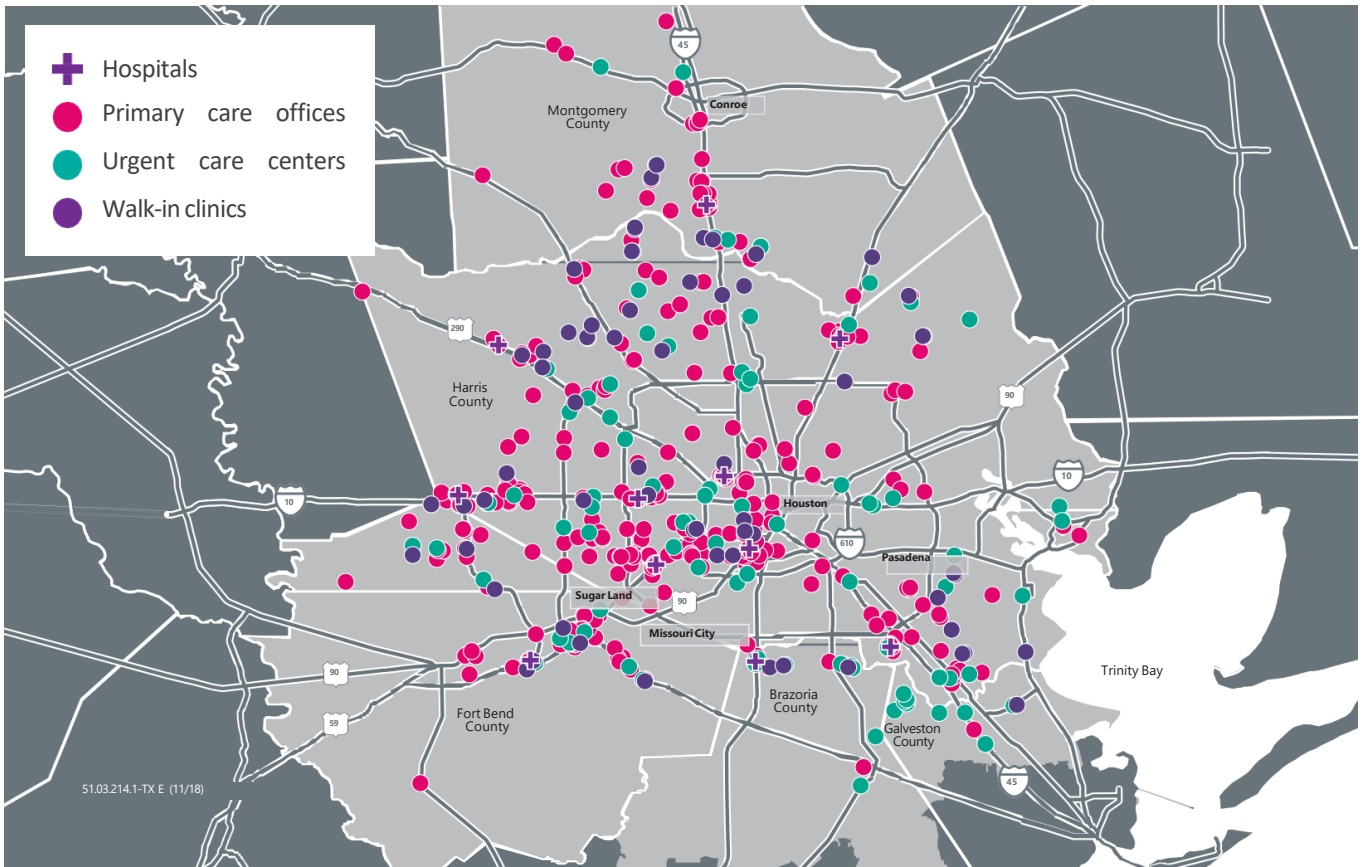 Hospitals
Primary care offices
Urgent care centers
Walk-in clinics
45
Conroe
Montgomery
County
290
Harris
County
90
10
10
Houston
610
Pasadena
Sugar Land
90
Missouri City
Trinity Bay
90
59
Fort Bend
County
Brazoria
County
Galveston
County
45
51.03.214.1-TX E (11/18)